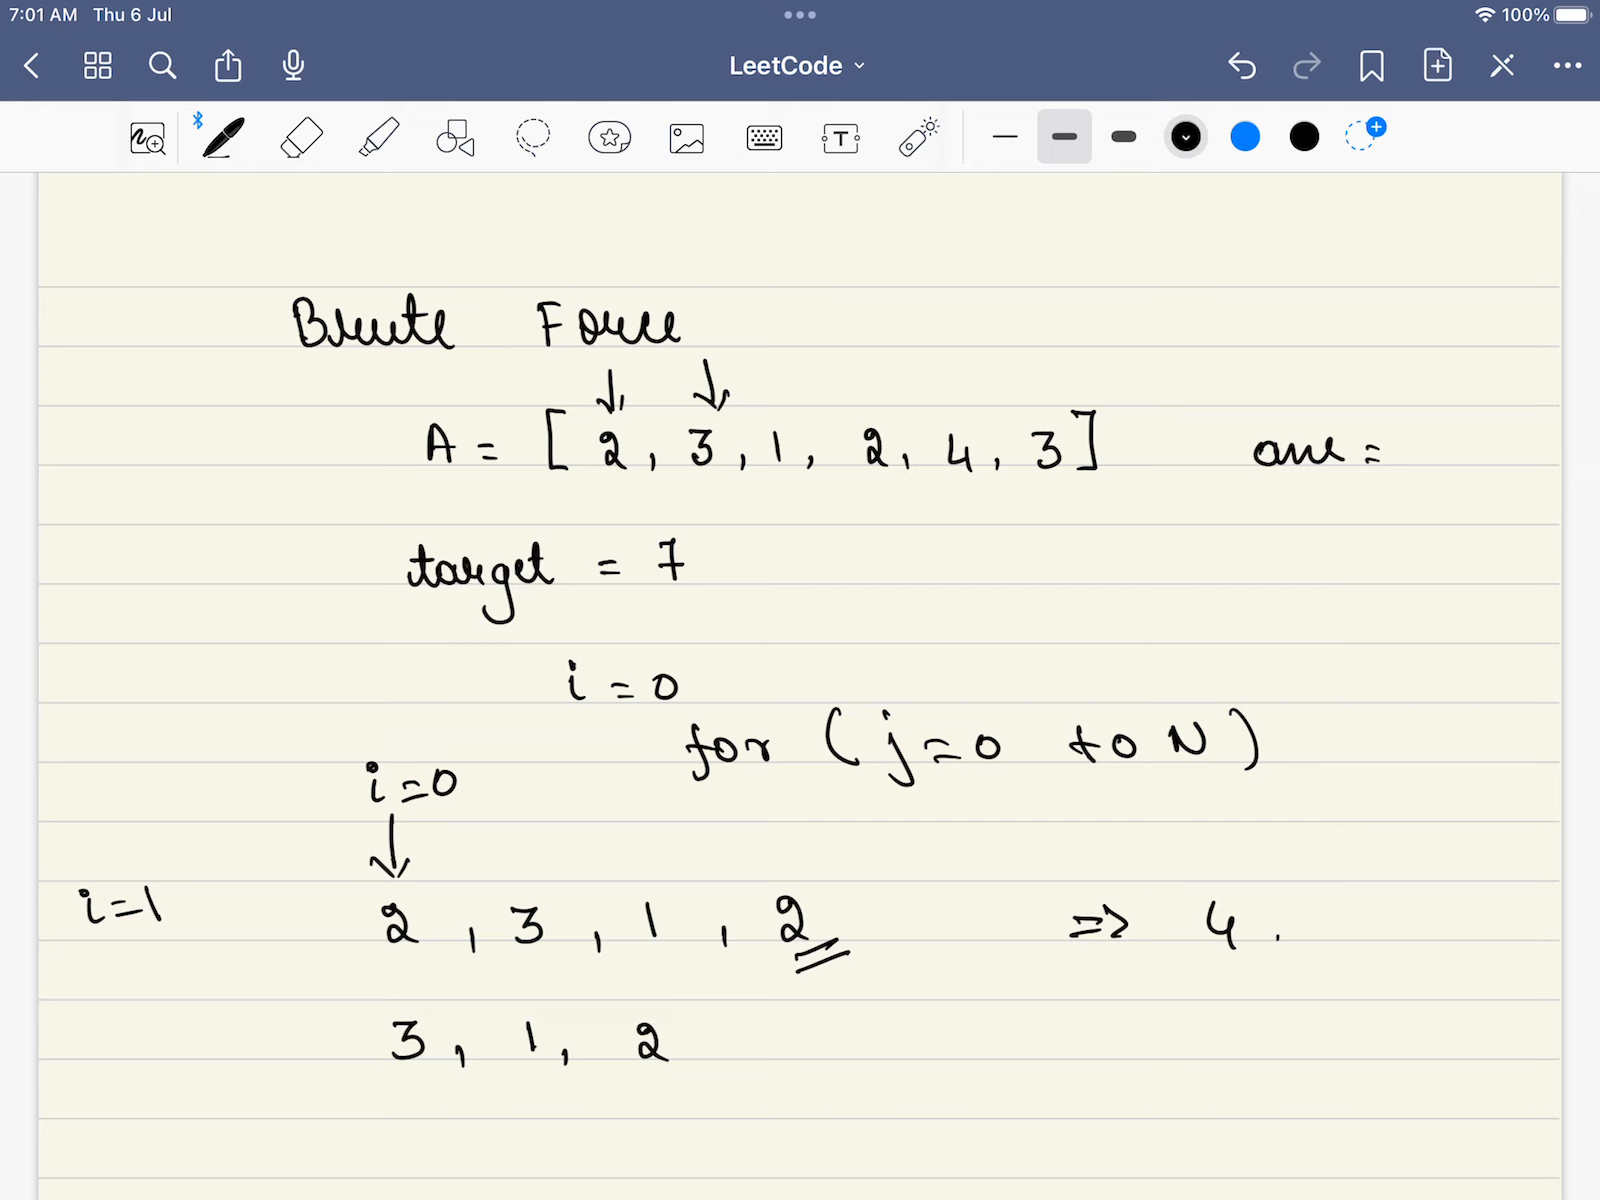 7:01 AM Thu 6 Jul
100%
LeetCode
T
Brute Force
A = [ 2, 3, 1, 2, 4, 3 ] ans =
target = 7
i = 0
for ( j = 0 to N )
i = 0
i = 1 2 , 3 , 1 , 2 => 4 .
3 , 1 , 2